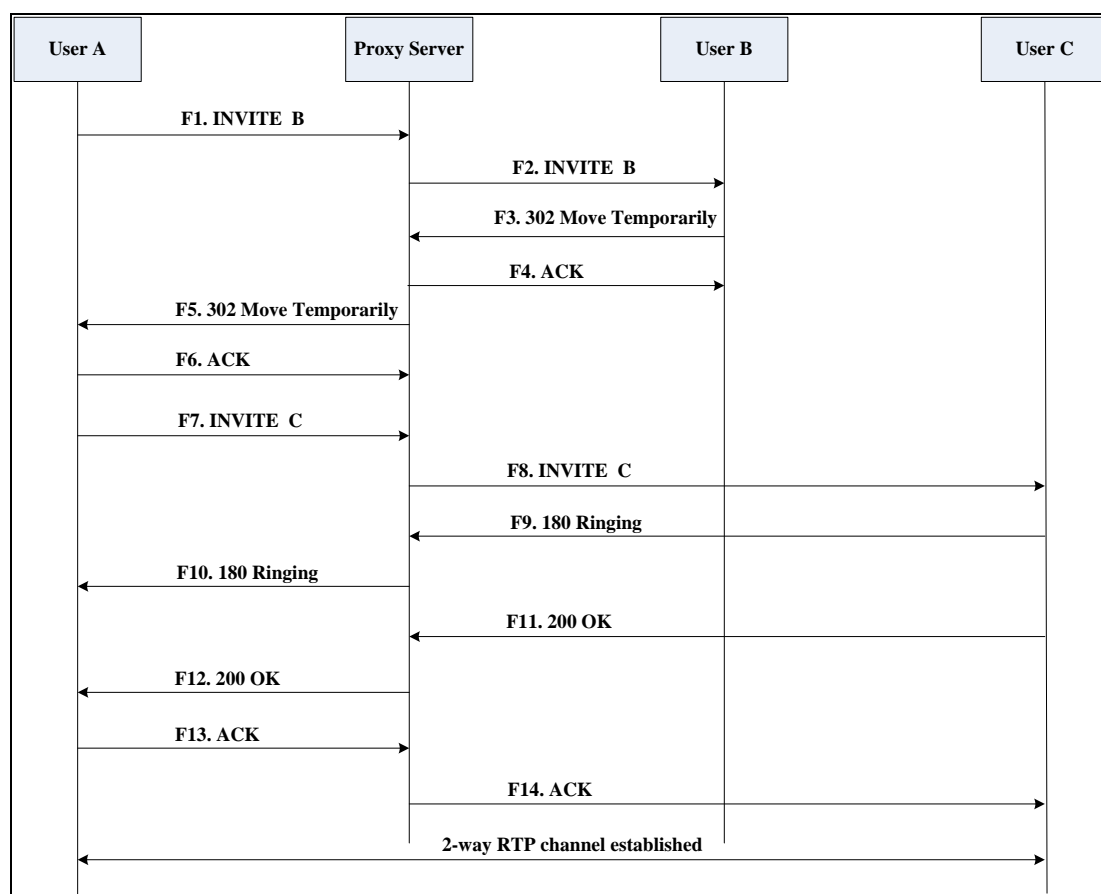 User A
Proxy Server
User B
User C
F1. INVITE B
F2. INVITE B
F3. 302 Move Temporarily
F4. ACK
F5. 302 Move Temporarily
F6. ACK
F7. INVITE C
F8. INVITE C
F9. 180 Ringing
F10. 180 Ringing
F11. 200 OK
F12. 200 OK
F13. ACK
F14. ACK
2-way RTP channel established